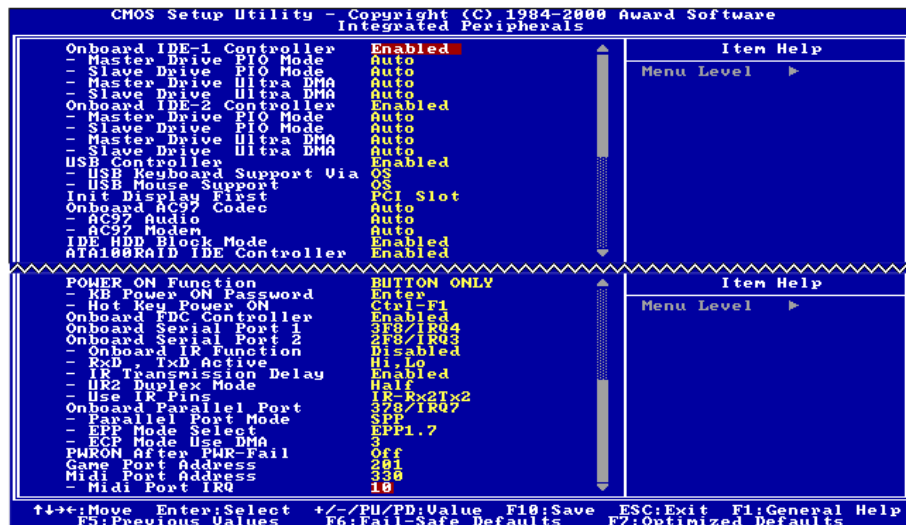 CMOS Setup Utility - Copyright (C) 1984-2000 Award Software
Integrated Peripherals
Onboard IDE-1 Controller Enabled
- Master Drive PIO Mode Auto
- Slave Drive PIO Mode Auto
- Master Drive Ultra DMA Auto
- Slave Drive Ultra DMA Auto
Onboard IDE-2 Controller Enabled
- Master Drive PIO Mode Auto
- Slave Drive PIO Mode Auto
- Master Drive Ultra DMA Auto
- Slave Drive Ultra DMA Auto
USB Controller Enabled
- USB Keyboard Support Via OS
- USB Mouse Support OS
Init Display First PCI Slot
Onboard AC97 Codec Auto
- AC97 Audio Auto
- AC97 Modem Auto
IDE HDD Block Mode Enabled
ATA100RAID IDE Controller Enabled
Item Help
Menu Level ►
POWER ON Function BUTTON ONLY
- KB Power ON Password Enter
- Hot Key Power ON Ctrl-F1
Onboard FDC Controller Enabled
Onboard Serial Port 1 3F8/IRQ4
Onboard Serial Port 2 2F8/IRQ3
- Onboard IR Function Disabled
- RxD , TxD Active Hi,Lo
- IR Transmission Delay Enabled
- UR2 Duplex Mode Half
- Use IR Pins IR-Rx2Tx2
Onboard Parallel Port 378/IRQ7
- Parallel Port Mode SPP
- EPP Mode Select EPP1.7
- ECP Mode Use DMA 3
PWRON After PWR-Fail Off
Game Port Address 201
Midi Port Address 330
- Midi Port IRQ 10
Item Help
Menu Level ►
↑↓→←:Move Enter:Select +/-/PU/PD:Value F10:Save ESC:Exit F1:General Help
F5:Previous Values F6:Fail-Safe Defaults F7:Optimized Defaults